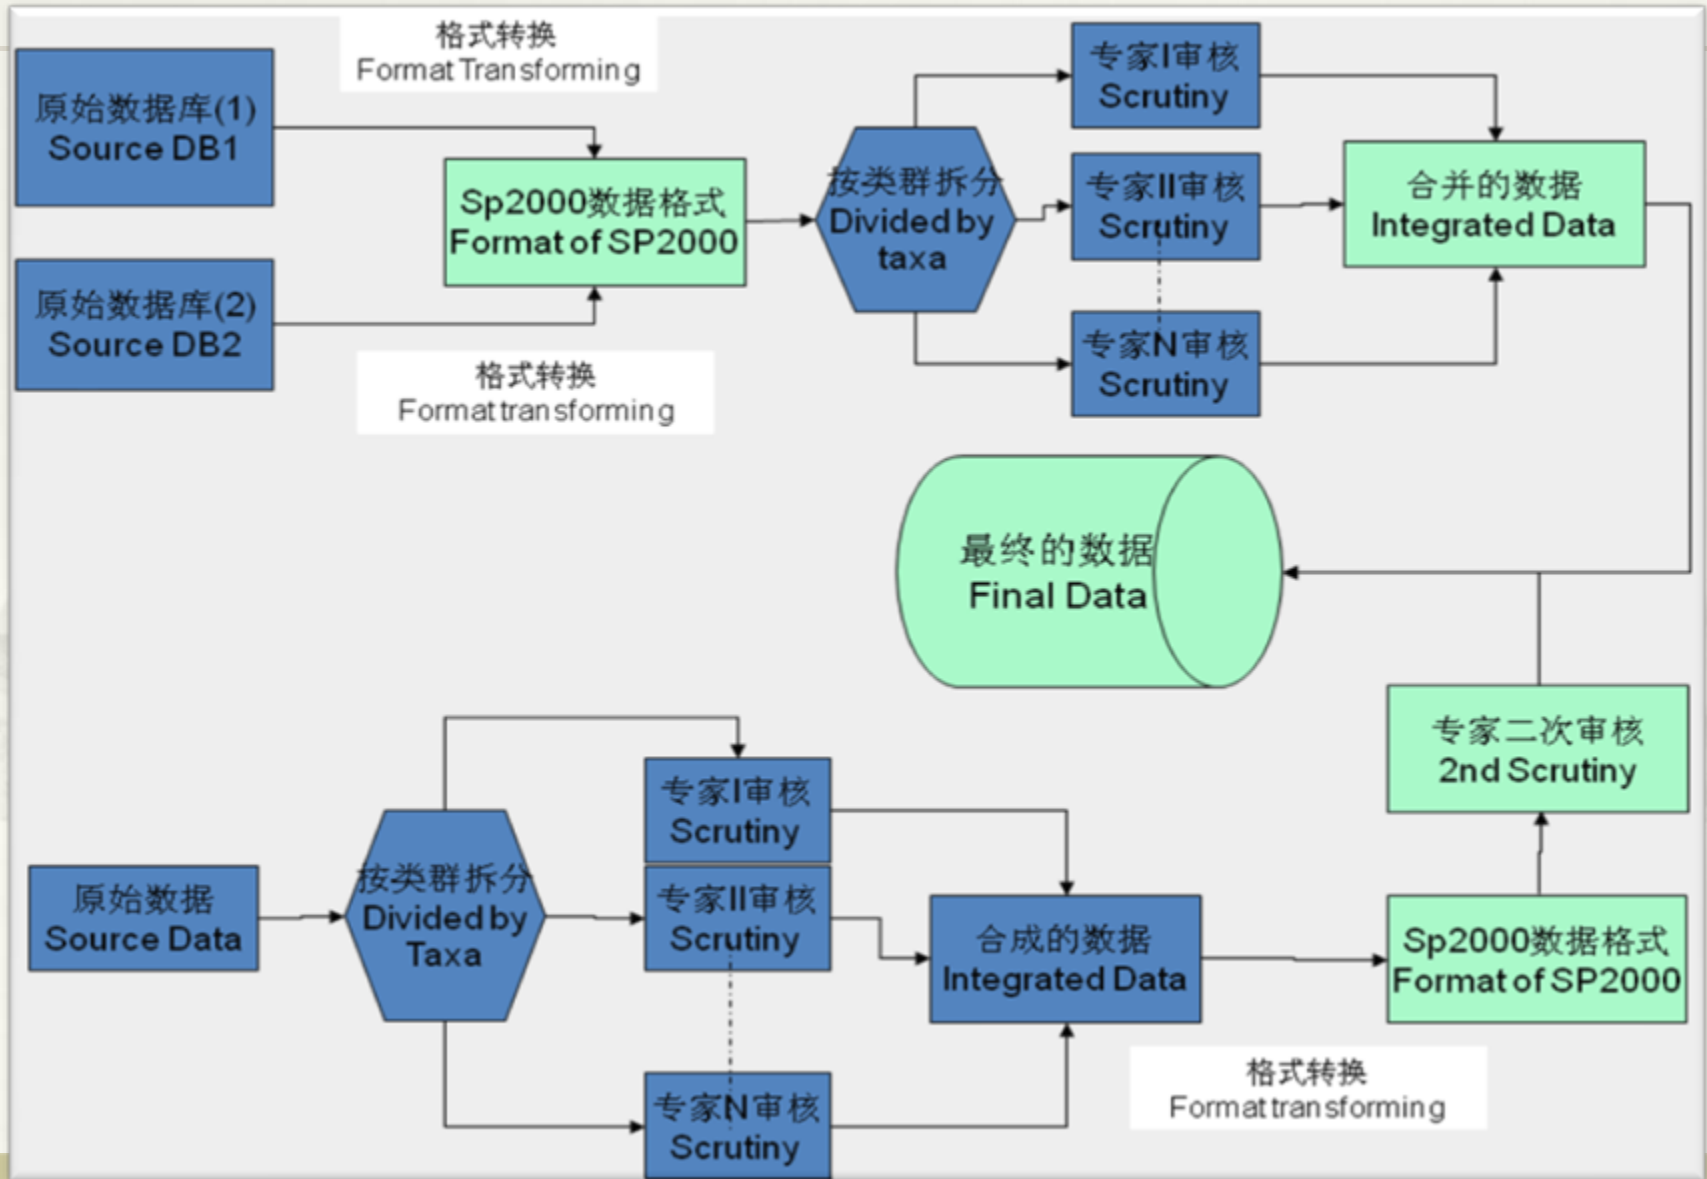 格式转换
Format Transforming
原始数据库(1)
Source DB1
Sp2000数据格式
Format of SP2000
原始数据库(2)
Source DB2
格式转换
Format transforming
按类群拆分
Divided by
taxa
专家I审核
Scrutiny
专家II审核
Scrutiny
专家N审核
Scrutiny
合并的数据
Integrated Data
最终的数据
Final Data
专家二次审核
2nd Scrutiny
原始数据
Source Data
按类群拆分
Divided by
Taxa
专家I审核
Scrutiny
专家II审核
Scrutiny
专家N审核
Scrutiny
合成的数据
Integrated Data
Sp2000数据格式
Format of SP2000
格式转换
Format transforming